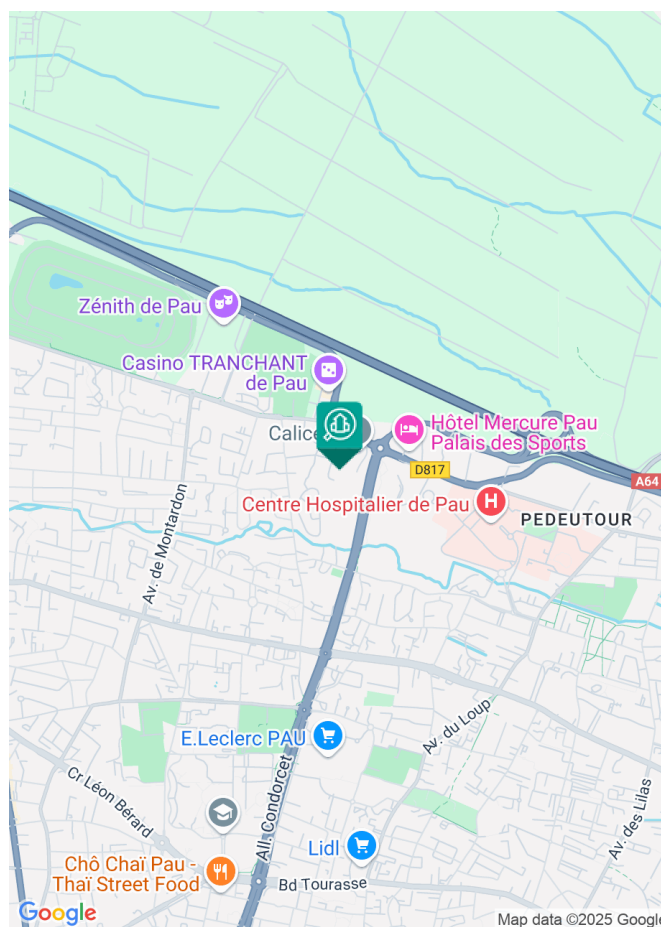 Zénith de Pau
Casino TRANCHANT
de Pau
Calice
Hôtel Mercure Pau
Palais des Sports
D817
A64
Centre Hospitalier de Pau
H
PEDEUTOUR
Av. de Montardon
E.Leclerc PAU
Av. du Loup
Cr Léon Bérard
All. Condorcet
Av. des Lilas
Lidl
Chô Chaï Pau -
Thaï Street Food
Bd Tourasse
Google
Map data ©2025 Google